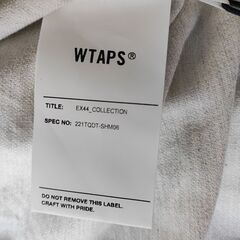 WTAPS®
TITLE: EX44_COLLECTION
SPEC NO: 221TQDT-SHM06
DO NOT REMOVE THIS LABEL.
CRAFT WITH PRIDE.